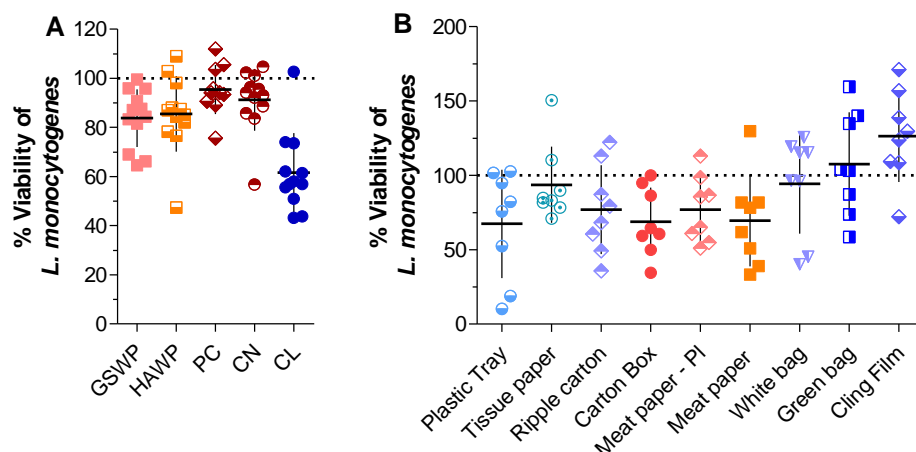 A
% Viability of
L. monocytogenes
120
100
80
60
40
20
0
GSWP
HAWP
PC
CN
CL
B
% Viability of
L. monocytogenes
200
150
100
50
0
Plastic Tray
Tissue paper
Ripple carton
Carton Box
Meat paper - Pl
Meat paper
White bag
Green bag
Cling Film